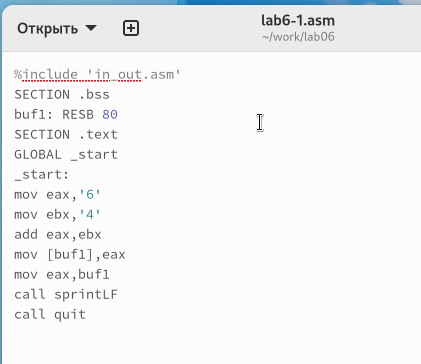 Открыть
lab6-1.asm
~/work/lab06
%include 'in_out.asm'
SECTION .bss
buf1: RESB 80
SECTION .text
GLOBAL _start
_start:
mov eax,'6'
mov ebx,'4'
add eax,ebx
mov [buf1],eax
mov eax,buf1
call sprintLF
call quit